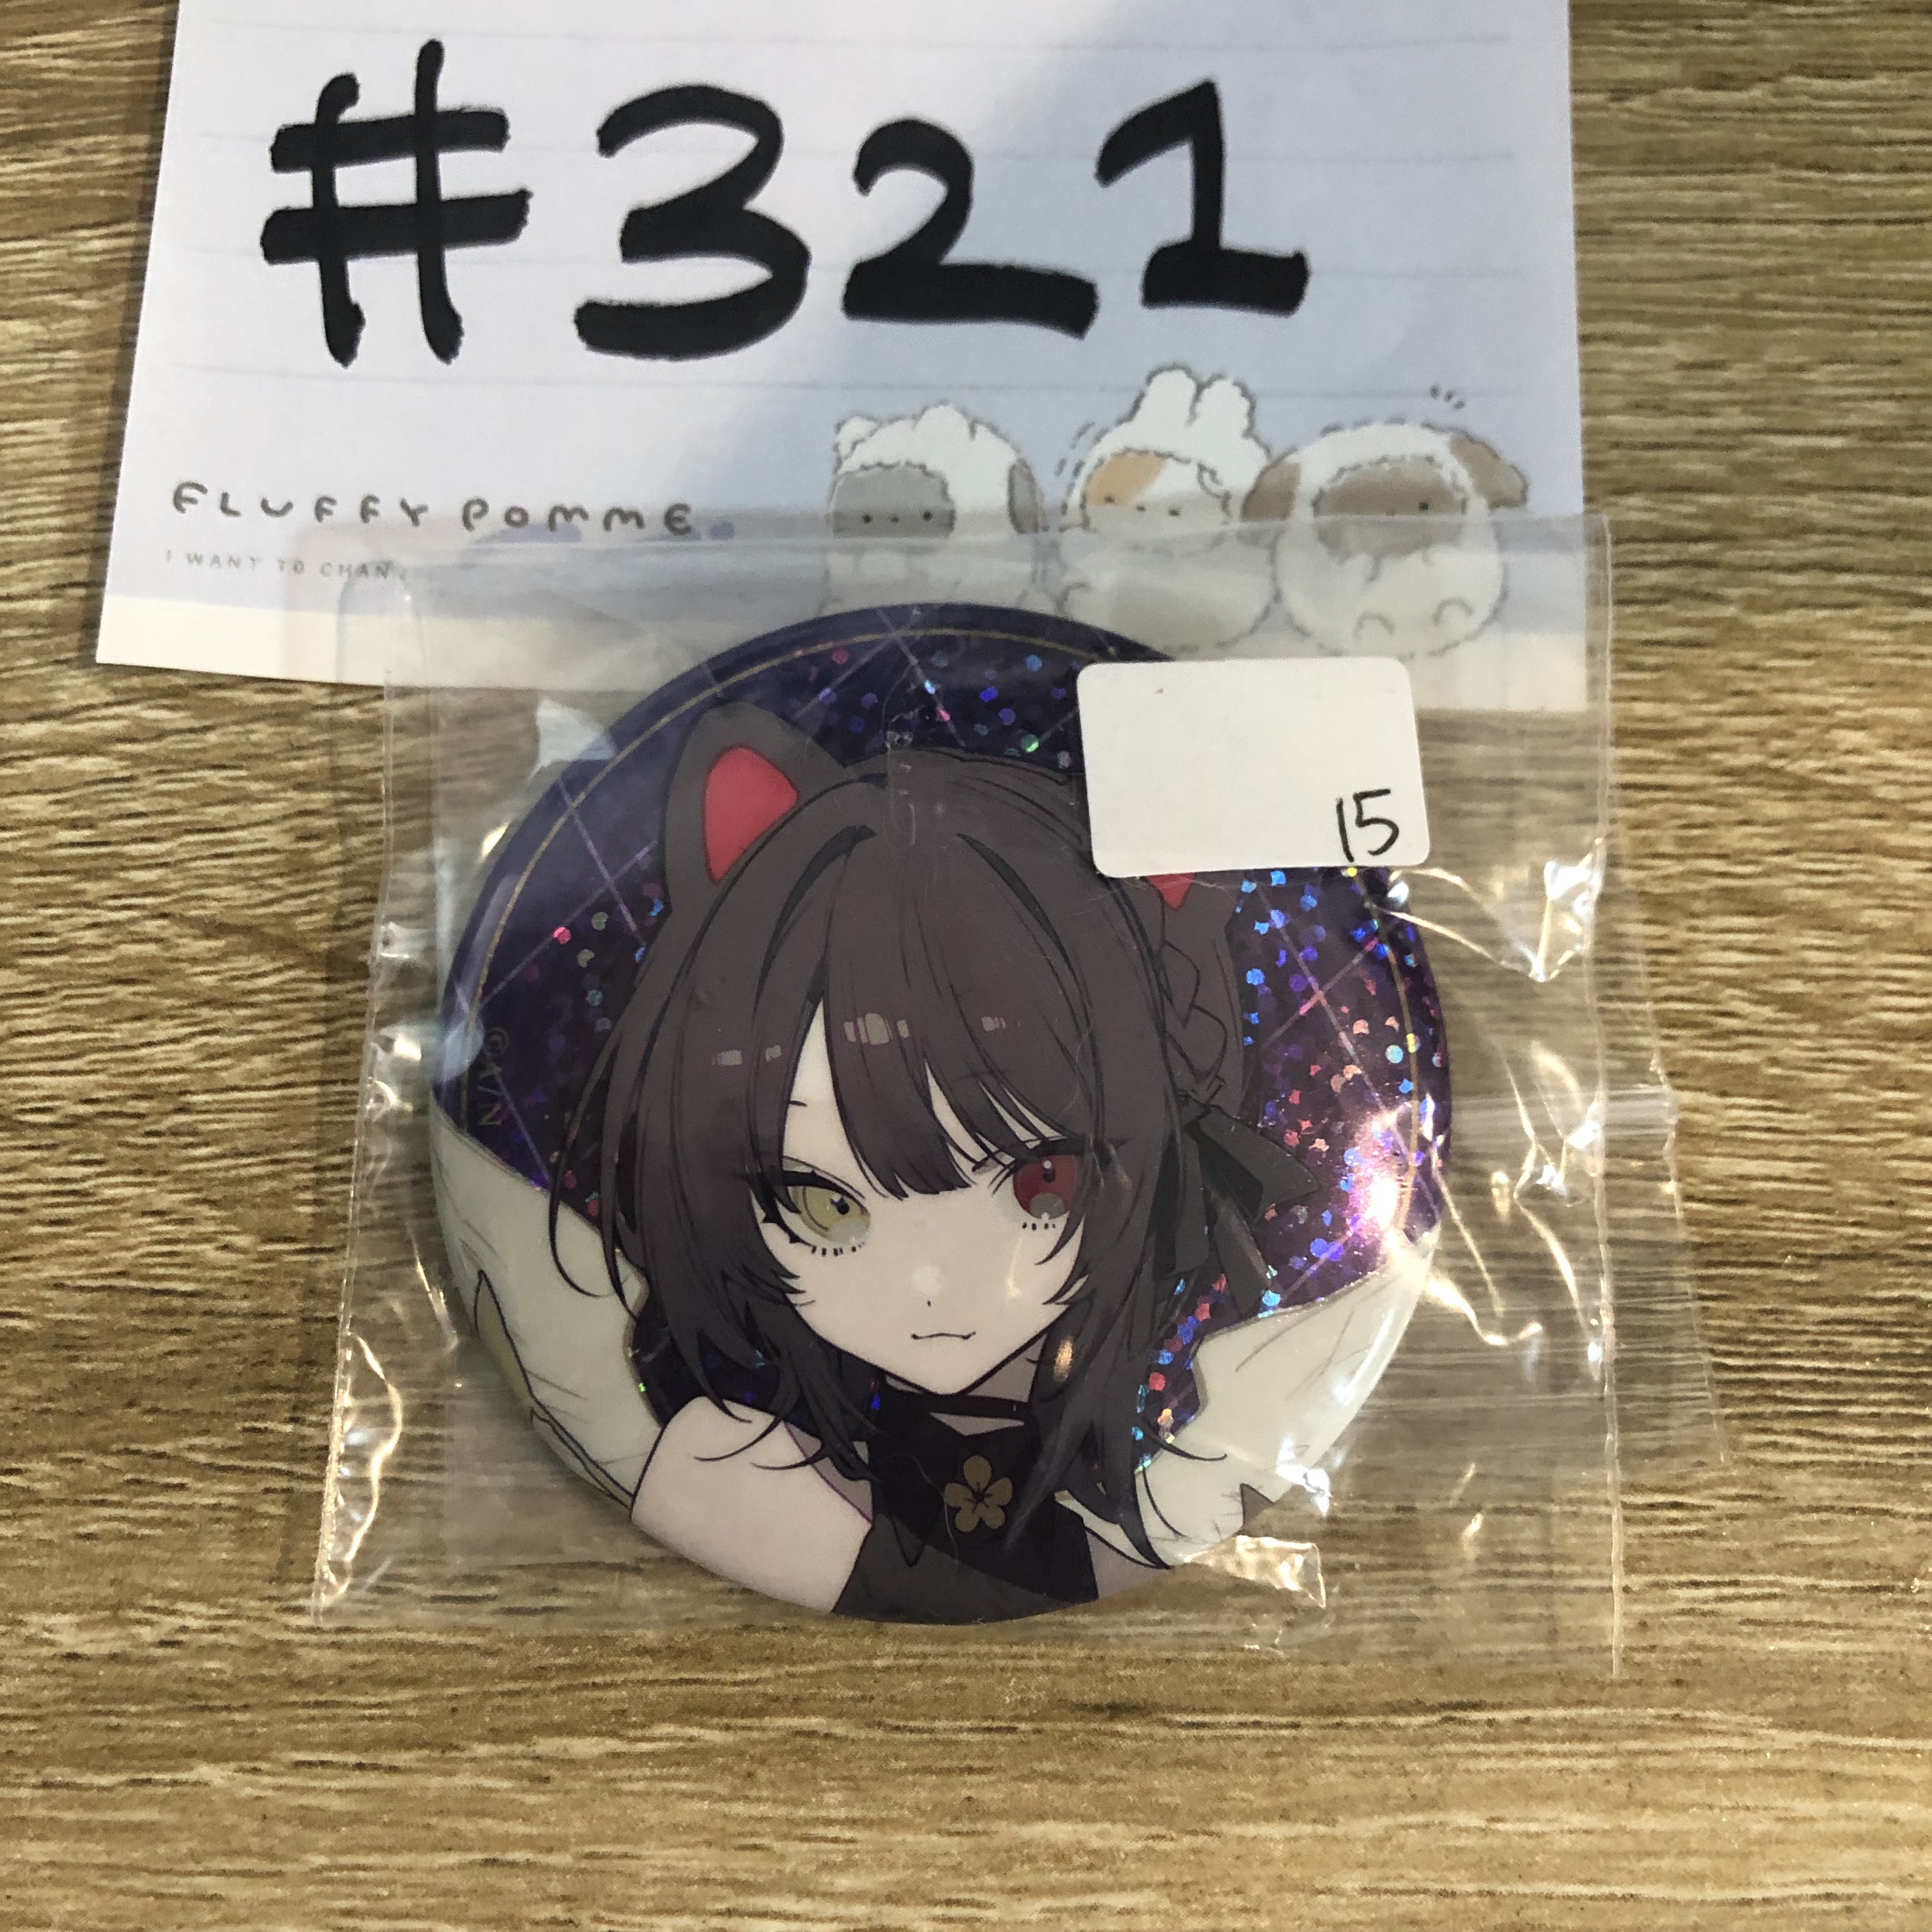 #321
FLUFFY POMME
I WANT TO CHAN
15